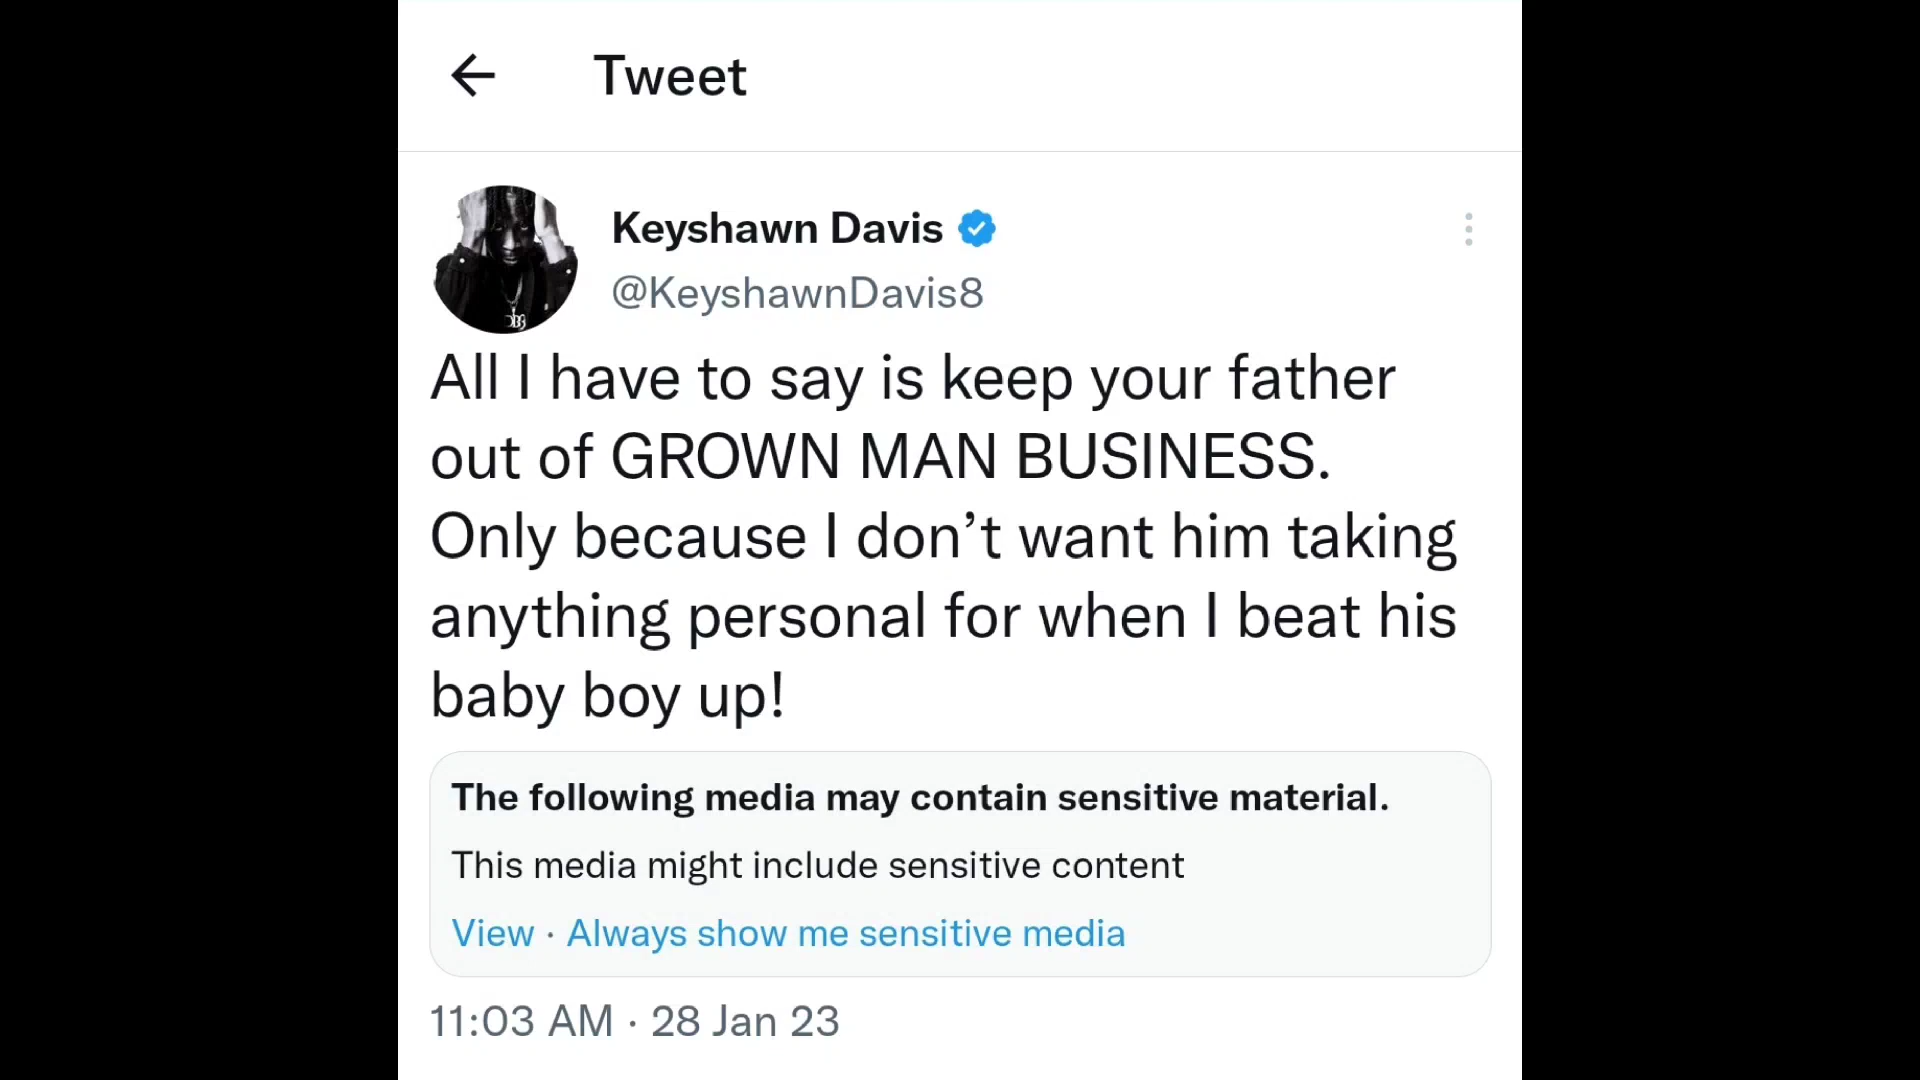 Tweet
Keyshawn Davis
@KeyshawnDavis8
All I have to say is keep your father
out of GROWN MAN BUSINESS.
Only because I don’t want him taking
anything personal for when I beat his
baby boy up!
The following media may contain sensitive material.
This media might include sensitive content
View · Always show me sensitive media
11:03 AM · 28 Jan 23